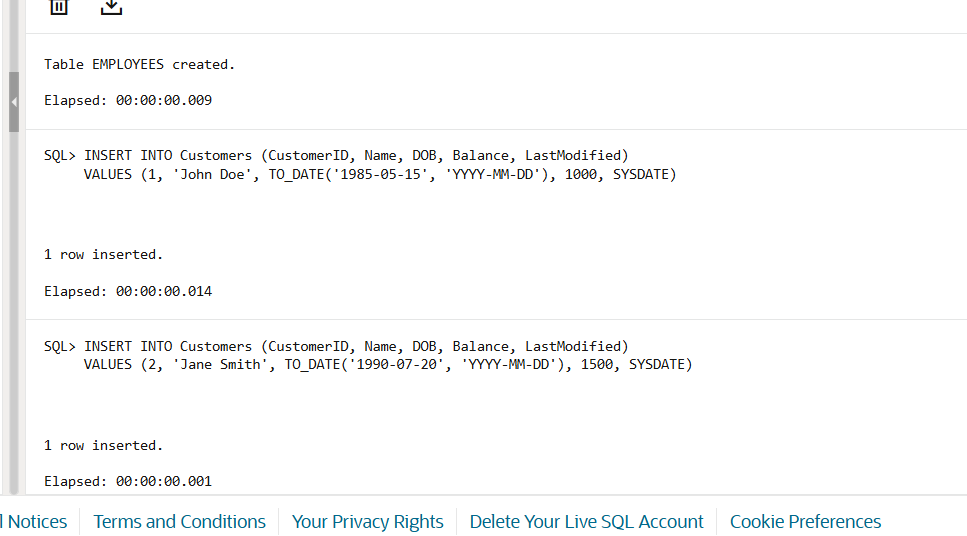 Table EMPLOYEES created.
Elapsed: 00:00:00.009
SQL> INSERT INTO Customers (CustomerID, Name, DOB, Balance, LastModified)
VALUES (1, 'John Doe', TO_DATE('1985-05-15', 'YYYY-MM-DD'), 1000, SYSDATE)
1 row inserted.
Elapsed: 00:00:00.014
SQL> INSERT INTO Customers (CustomerID, Name, DOB, Balance, LastModified)
VALUES (2, 'Jane Smith', TO_DATE('1990-07-20', 'YYYY-MM-DD'), 1500, SYSDATE)
1 row inserted.
Elapsed: 00:00:00.001
l Notices Terms and Conditions Your Privacy Rights Delete Your Live SQL Account Cookie Preferences